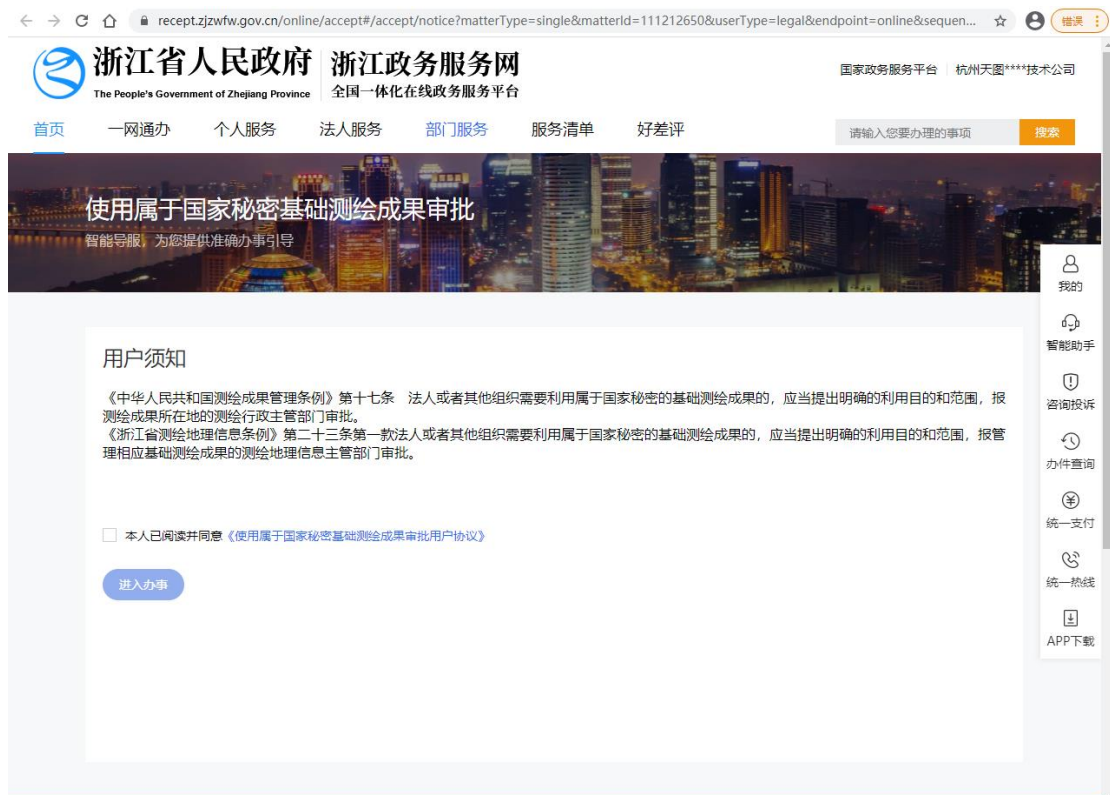 recept.zjzwfw.gov.cn/online/accept#/accept/notice?matterType=single&matterId=111212650&userType=legal&endpoint=online&sequen...
错误
浙江省人民政府
The People's Government of Zhejiang Province
浙江政务服务网
全国一体化在线政务服务平台
国家政务服务平台
杭州天图****技术公司
首页 一网通办 个人服务 法人服务 部门服务 服务清单 好差评
请输入您要办理的事项
搜索
使用属于国家秘密基础测绘成果审批
智能导服，为您提供准确办事引导
用户须知
《中华人民共和国测绘成果管理条例》第十七条 法人或者其他组织需要利用属于国家秘密的基础测绘成果的，应当提出明确的利用目的和范围，报
测绘成果所在地的测绘行政主管部门审批。
《浙江省测绘地理信息条例》第二十三条第一款法人或者其他组织需要利用属于国家秘密的基础测绘成果的，应当提出明确的利用目的和范围，报管
理相应基础测绘成果的测绘地理信息主管部门审批。
本人已阅读并同意《使用属于国家秘密基础测绘成果审批用户协议》
进入办事
我的
智能助手
咨询投诉
办件查询
统一支付
统一热线
APP下载